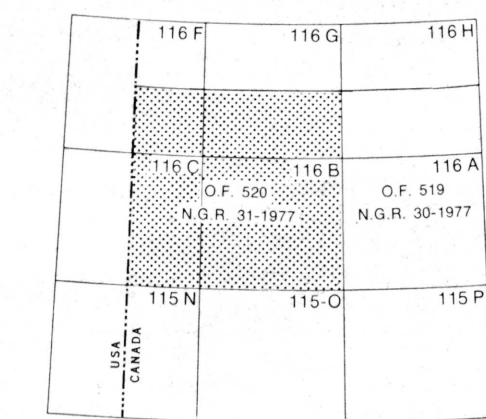 116 F
116 G
116 H
116 C
116 B
116 A
O.F. 520
O.F. 519
N.G.R. 31-1977
N.G.R. 30-1977
115 N
115-O
115 P
USA
CANADA